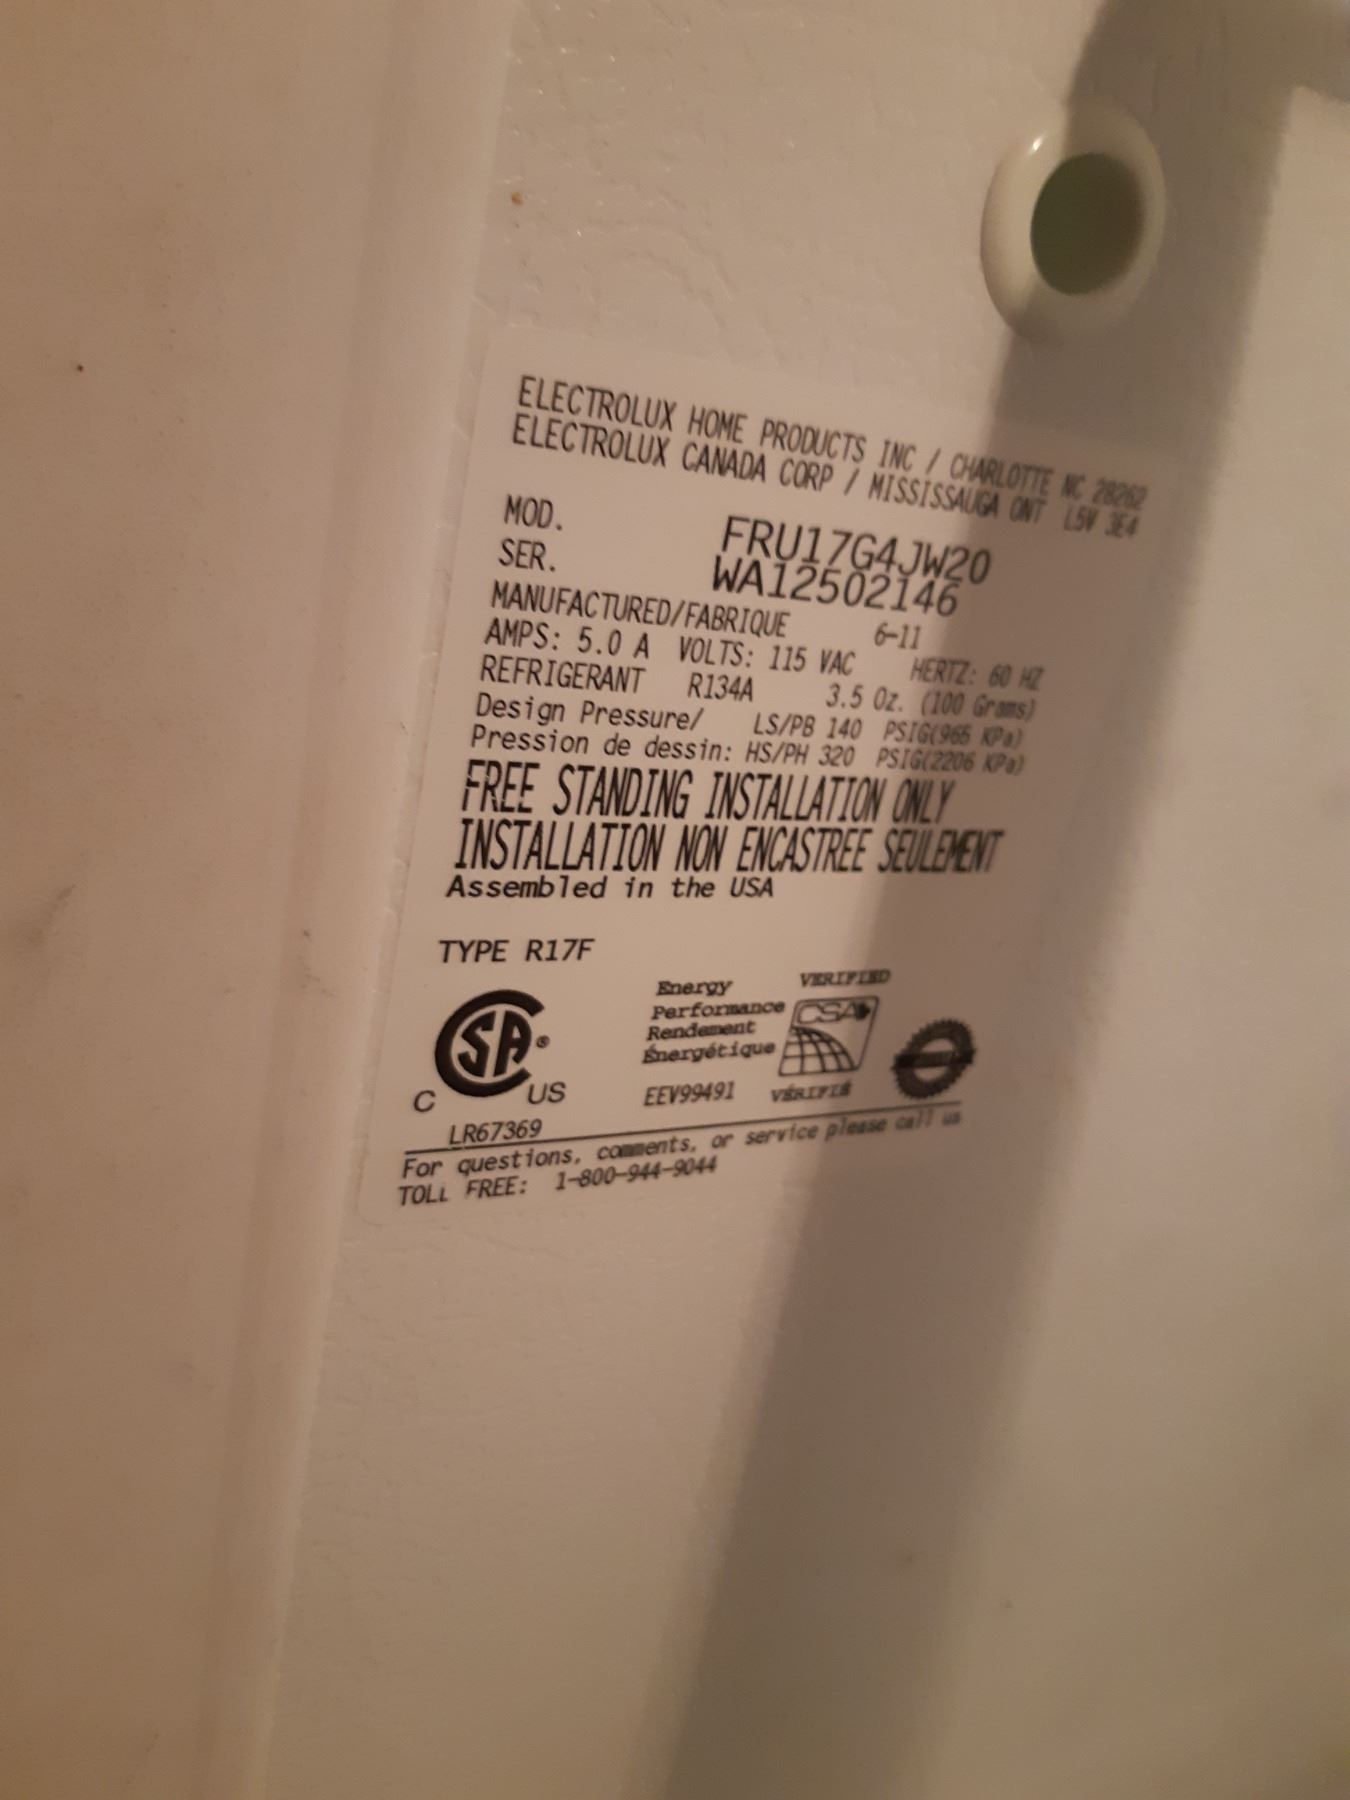 ELECTROLUX HOME PRODUCTS INC / CHARLOTTE NC 28262
ELECTROLUX CANADA CORP / MISSISSAUGA ONT L5V 3E4
MOD. FRU17G4JW20
SER. WA12502146
MANUFACTURED/FABRIQUE 6-11
AMPS: 5.0 A VOLTS: 115 VAC HERTZ: 60 HZ
REFRIGERANT R134A 3.5 Oz. (100 Grams)
Design Pressure/ LS/PB 140 PSIG(965 KPa)
Pression de dessin: HS/PH 320 PSIG(2206 KPa)
FREE STANDING INSTALLATION ONLY
INSTALLATION NON ENCASTREE SEULEMENT
Assembled in the USA
TYPE R17F
CSA®
C US
LR67369
Energy
Performance
Rendement
Énergétique
EEV99491
VERIFIED
CSA
VÉRIFIÉ
For questions, comments, or service please call us
TOLL FREE: 1-800-944-9044